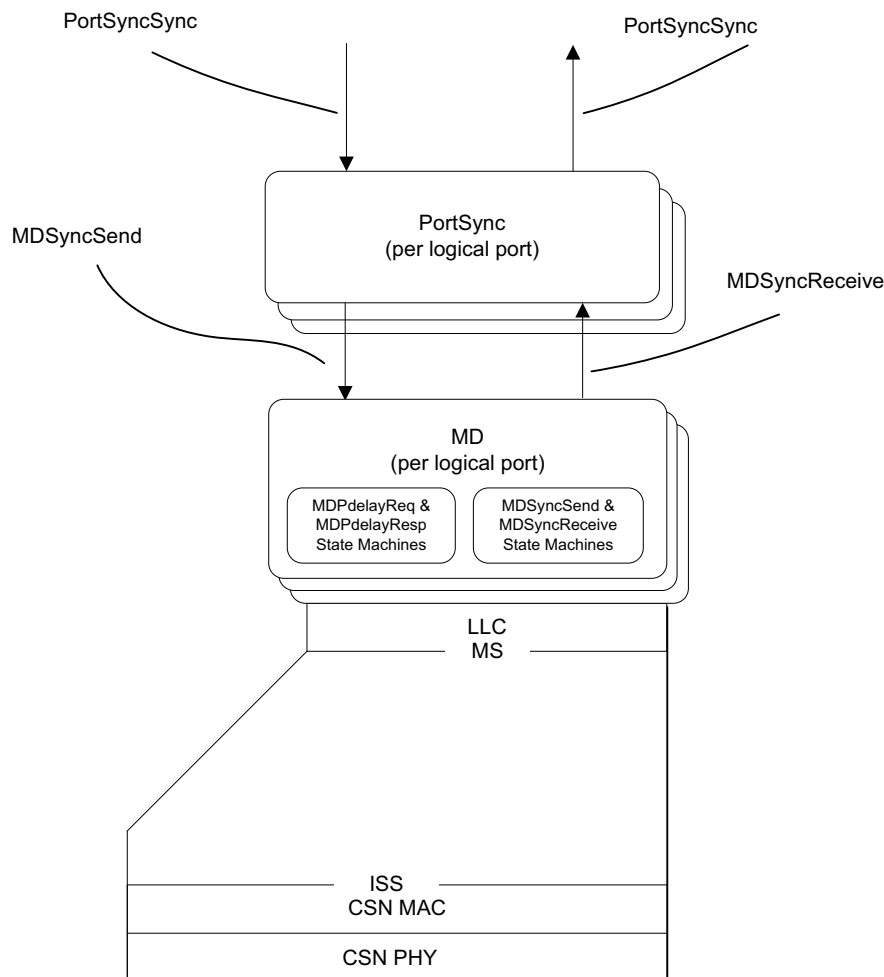 PortSyncSync
PortSyncSync
PortSync
(per logical port)
MDSyncSend
MDSyncReceive
MD
(per logical port)
MDPdelayReq &
MDPdelayResp
State Machines
MDSyncSend &
MDSyncReceive
State Machines
LLC
MS
ISS
CSN MAC
CSN PHY